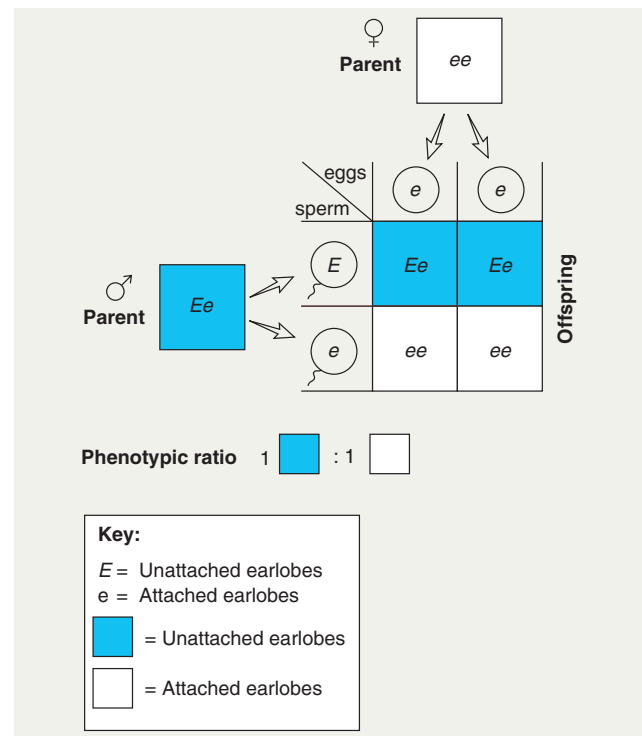 ♀
Parent
ee
eggs
sperm
e e
E
Ee Ee
♂
Parent
Ee
e
ee ee
Offspring
Phenotypic ratio 1 : 1
Key:
E = Unattached earlobes
e = Attached earlobes
= Unattached earlobes
= Attached earlobes